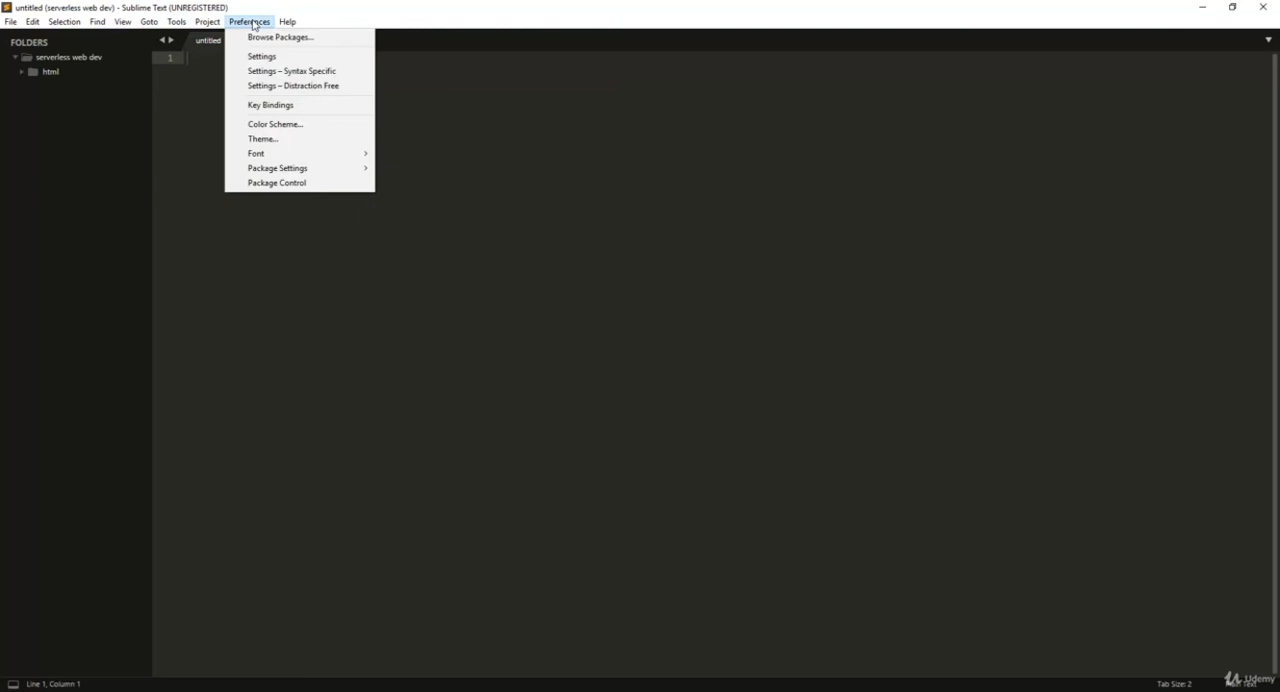 untitled (serverless web dev) - Sublime Text (UNREGISTERED)
File Edit Selection Find View Goto Tools Project Preferences Help
FOLDERS
serverless web dev
html
untitled
1
Browse Packages...
Settings
Settings – Syntax Specific
Settings – Distraction Free
Key Bindings
Color Scheme...
Theme...
Font
Package Settings
Package Control
Line 1, Column 1
Tab Size: 2
Udemy